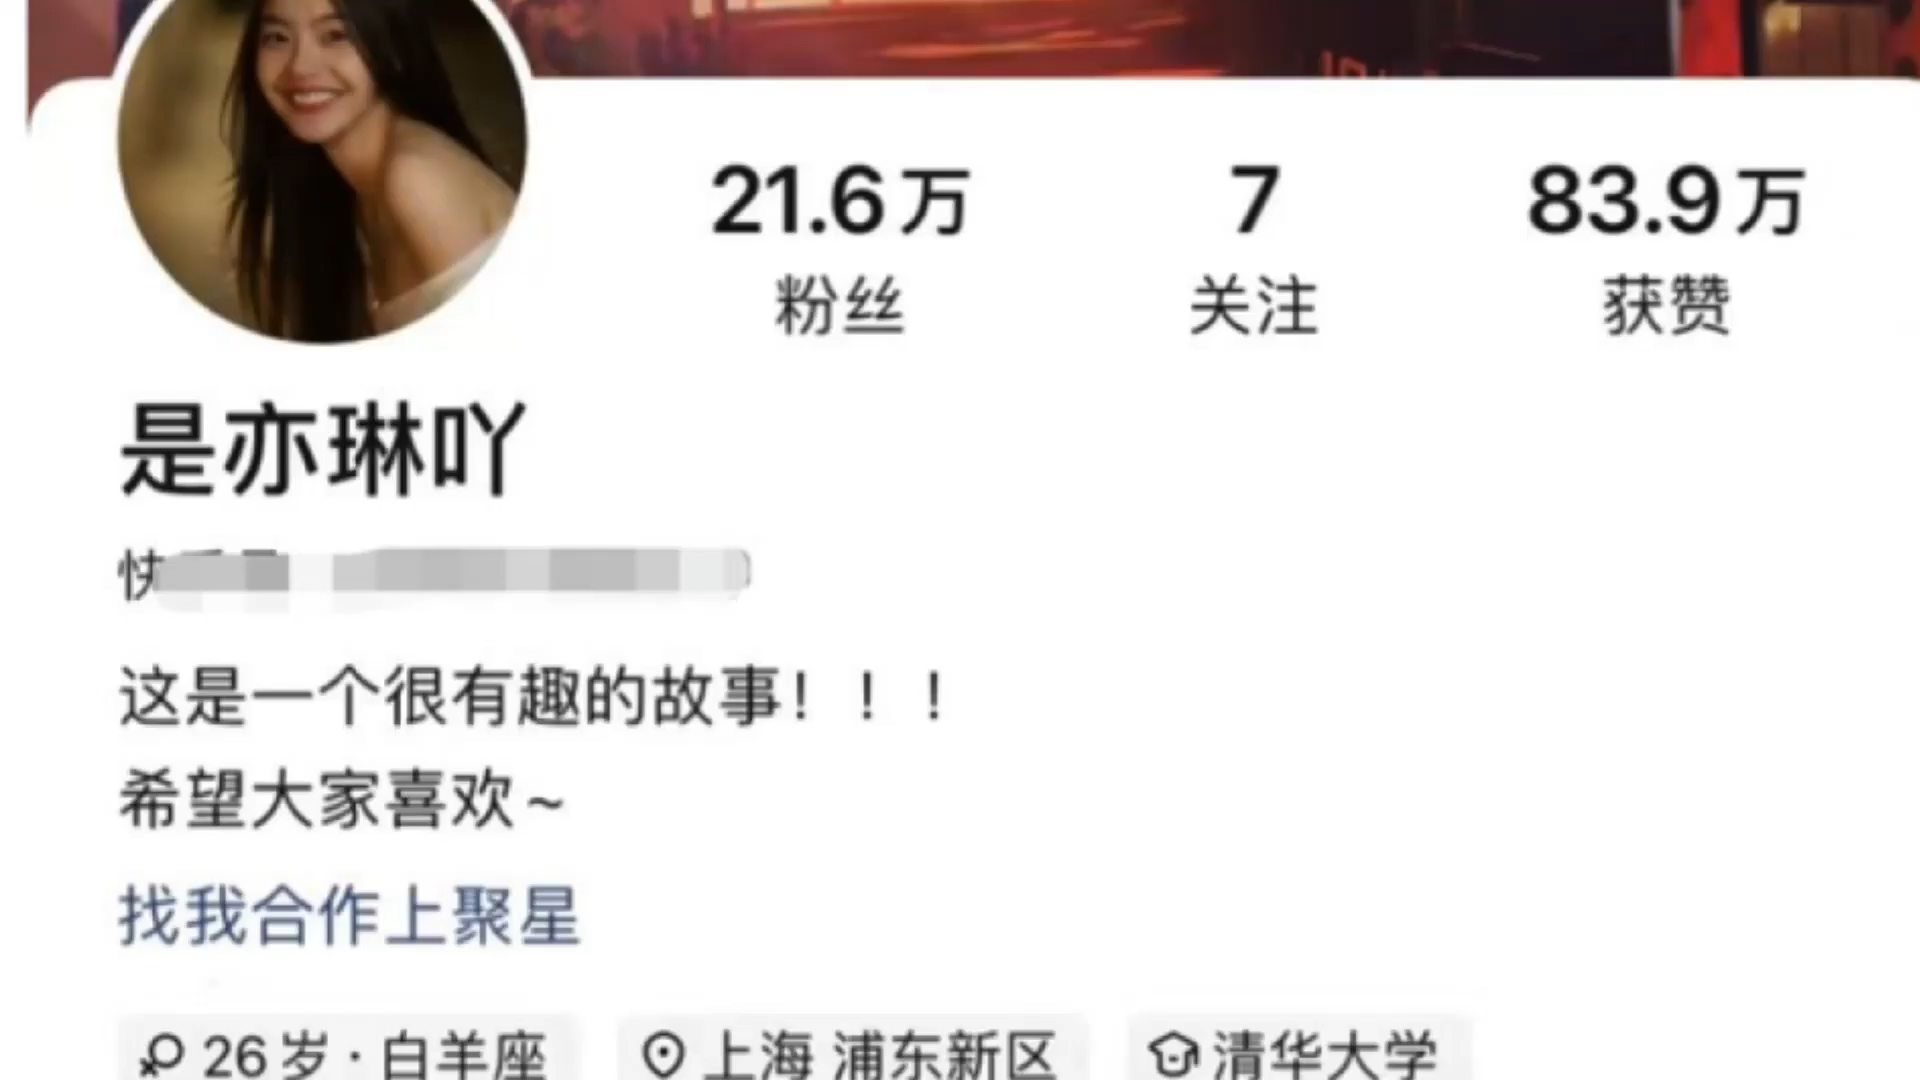 21.6万 7 83.9万
粉丝 关注 获赞
是亦琳吖
快
这是一个很有趣的故事！！！
希望大家喜欢~
找我合作上聚星
26岁·白羊座 上海 浦东新区 清华大学